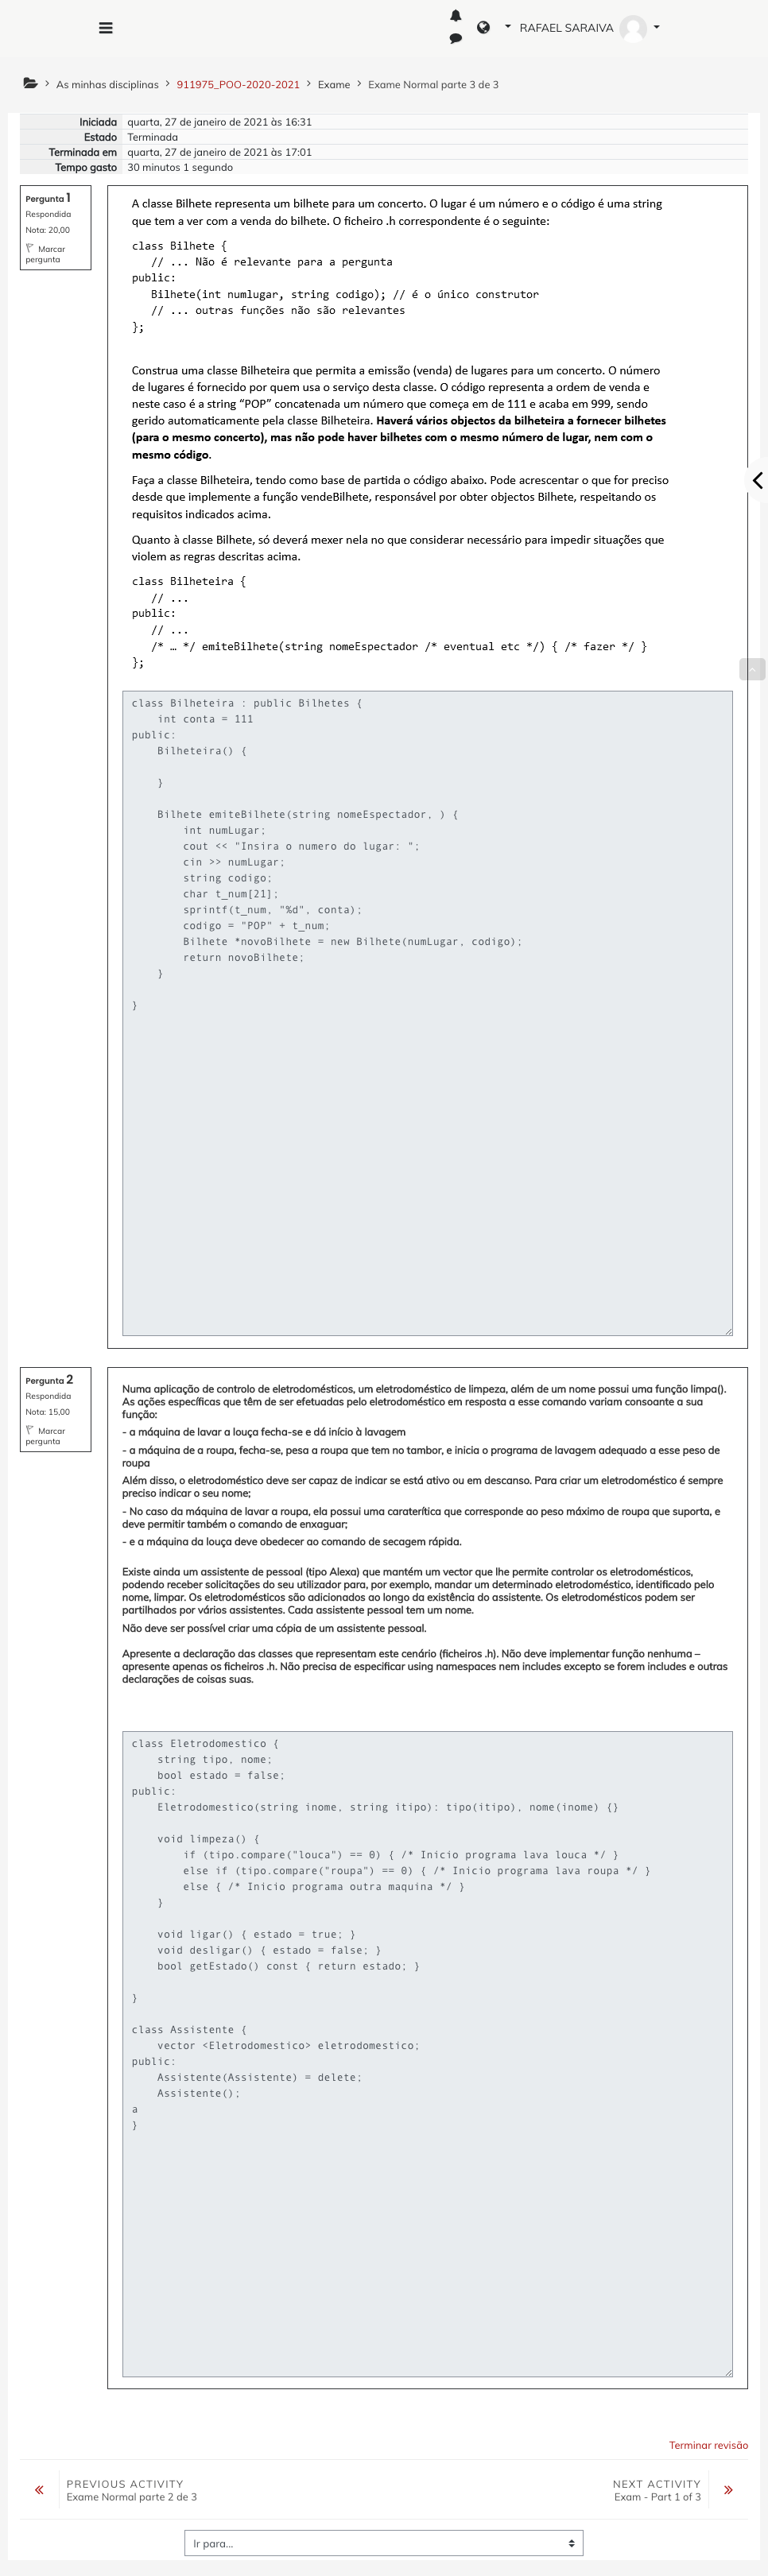 RAFAEL SARAIVA
As minhas disciplinas > 911975_POO-2020-2021 > Exame > Exame Normal parte 3 de 3
Iniciada quarta, 27 de janeiro de 2021 às 16:31
Estado Terminada
Terminada em quarta, 27 de janeiro de 2021 às 17:01
Tempo gasto 30 minutos 1 segundo
Pergunta 1
Respondida
Nota: 20,00
Marcar
pergunta
A classe Bilhete representa um bilhete para um concerto. O lugar é um número e o código é uma string
que tem a ver com a venda do bilhete. O ficheiro .h correspondente é o seguinte:
class Bilhete {
// ... Não é relevante para a pergunta
public:
Bilhete(int numlugar, string codigo); // é o único construtor
// ... outras funções não são relevantes
};
Construa uma classe Bilheteira que permita a emissão (venda) de lugares para um concerto. O número
de lugares é fornecido por quem usa o serviço desta classe. O código representa a ordem de venda e
neste caso é a string “POP” concatenada um número que começa em de 111 e acaba em 999, sendo
gerido automaticamente pela classe Bilheteira. Haverá vários objectos da bilheteira a fornecer bilhetes
(para o mesmo concerto), mas não pode haver bilhetes com o mesmo número de lugar, nem com o
mesmo código.
Faça a classe Bilheteira, tendo como base de partida o código abaixo. Pode acrescentar o que for preciso
desde que implemente a função vendeBilhete, responsável por obter objectos Bilhete, respeitando os
requisitos indicados acima.
Quanto à classe Bilhete, só deverá mexer nela no que considerar necessário para impedir situações que
violem as regras descritas acima.
class Bilheteira {
// ...
public:
// ...
/* … */ emiteBilhete(string nomeEspectador /* eventual etc */) { /* fazer */ }
};
class Bilheteira : public Bilhetes {
int conta = 111
public:
Bilheteira() {
}
Bilhete emiteBilhete(string nomeEspectador, ) {
int numLugar;
cout << "Insira o numero do lugar: ";
cin >> numLugar;
string codigo;
char t_num[21];
sprintf(t_num, "%d", conta);
codigo = "POP" + t_num;
Bilhete *novoBilhete = new Bilhete(numLugar, codigo);
return novoBilhete;
}
}
Pergunta 2
Respondida
Nota: 15,00
Marcar
pergunta
Numa aplicação de controlo de eletrodomésticos, um eletrodoméstico de limpeza, além de um nome possui uma função limpa().
As ações específicas que têm de ser efetuadas pelo eletrodoméstico em resposta a esse comando variam consoante a sua
função:
- a máquina de lavar a louça fecha-se e dá início à lavagem
- a máquina de a roupa, fecha-se, pesa a roupa que tem no tambor, e inicia o programa de lavagem adequado a esse peso de
roupa
Além disso, o eletrodoméstico deve ser capaz de indicar se está ativo ou em descanso. Para criar um eletrodoméstico é sempre
preciso indicar o seu nome;
- No caso da máquina de lavar a roupa, ela possui uma caraterítica que corresponde ao peso máximo de roupa que suporta, e
deve permitir também o comando de enxaguar;
- e a máquina da louça deve obedecer ao comando de secagem rápida.
Existe ainda um assistente de pessoal (tipo Alexa) que mantém um vector que lhe permite controlar os eletrodomésticos,
podendo receber solicitações do seu utilizador para, por exemplo, mandar um determinado eletrodoméstico, identificado pelo
nome, limpar. Os eletrodomésticos são adicionados ao longo da existência do assistente. Os eletrodomésticos podem ser
partilhados por vários assistentes. Cada assistente pessoal tem um nome.
Não deve ser possível criar uma cópia de um assistente pessoal.
Apresente a declaração das classes que representam este cenário (ficheiros .h). Não deve implementar função nenhuma –
apresente apenas os ficheiros .h. Não precisa de especificar using namespaces nem includes excepto se forem includes e outras
declarações de coisas suas.
class Eletrodomestico {
string tipo, nome;
bool estado = false;
public:
Eletrodomestico(string inome, string itipo): tipo(itipo), nome(inome) {}
void limpeza() {
if (tipo.compare("louca") == 0) { /* Inicio programa lava louca */ }
else if (tipo.compare("roupa") == 0) { /* Inicio programa lava roupa */ }
else { /* Inicio programa outra maquina */ }
}
void ligar() { estado = true; }
void desligar() { estado = false; }
bool getEstado() const { return estado; }
}
class Assistente {
vector <Eletrodomestico> eletrodomestico;
public:
Assistente(Assistente) = delete;
Assistente();
a
}
Terminar revisão
PREVIOUS ACTIVITY
Exame Normal parte 2 de 3
NEXT ACTIVITY
Exam - Part 1 of 3
Ir para...